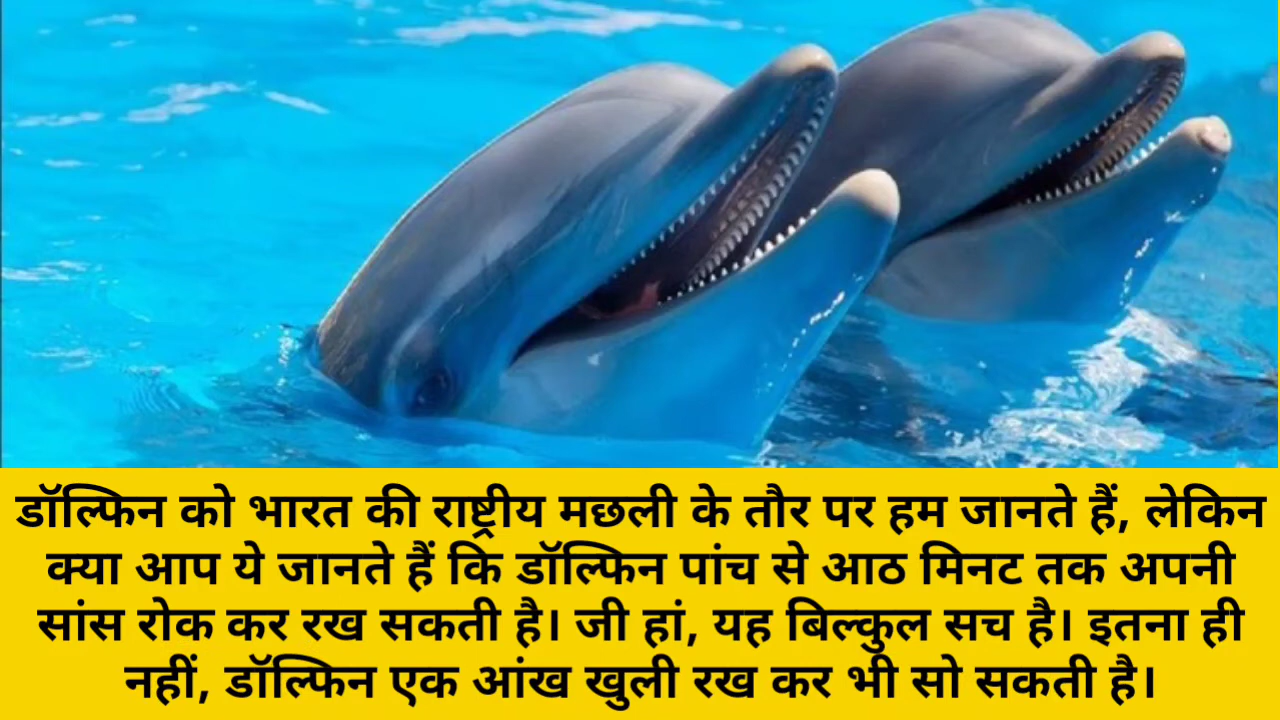 डॉल्फिन को भारत की राष्ट्रीय मछली के तौर पर हम जानते हैं, लेकिन
क्या आप ये जानते हैं कि डॉल्फिन पांच से आठ मिनट तक अपनी
सांस रोक कर रख सकती है। जी हां, यह बिल्कुल सच है। इतना ही
नहीं, डॉल्फिन एक आंख खुली रख कर भी सो सकती है।